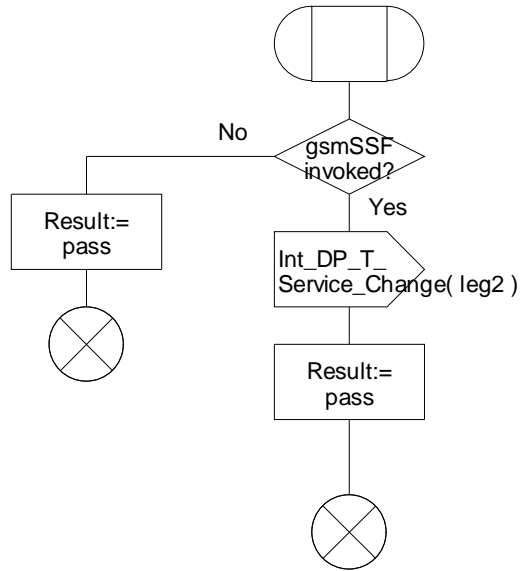 gsmSSF
invoked?
No
Yes
Result:=
pass
Int_DP_T_
Service_Change( leg2 )
Result:=
pass